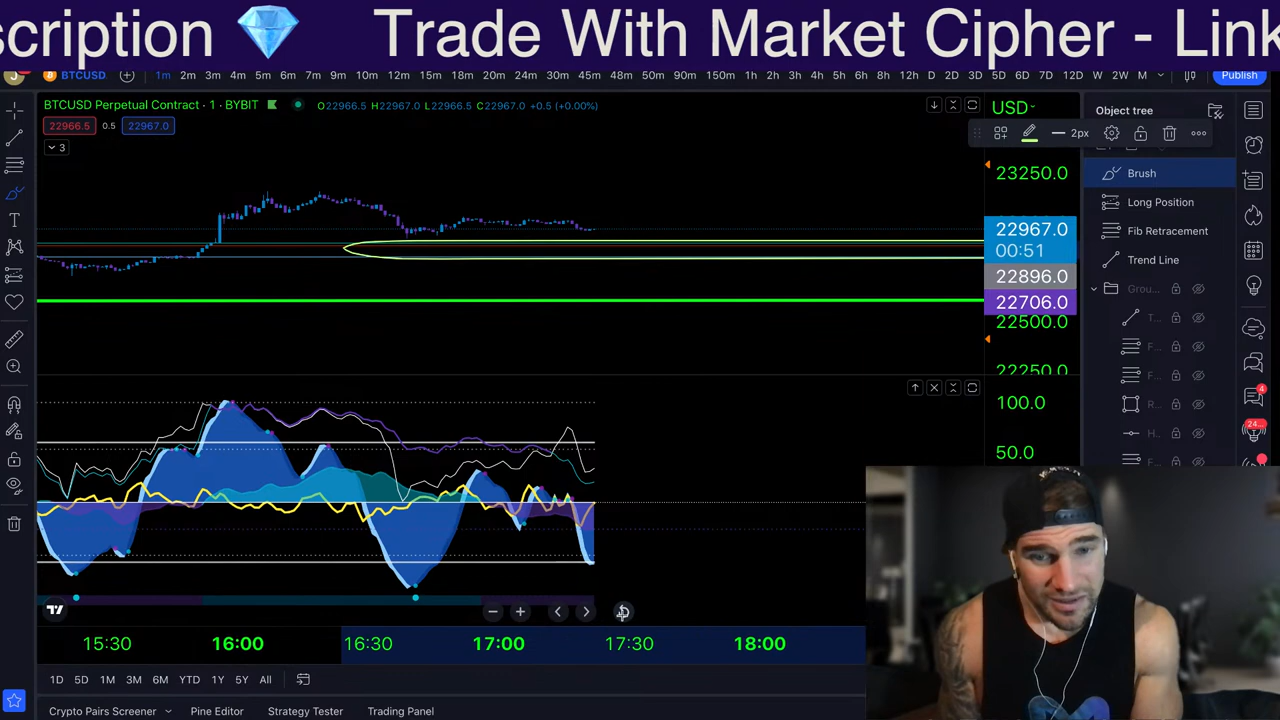 scription 💎 Trade With Market Cipher - Link
J BTCUSD 1m 2m 3m 4m 5m 6m 7m 9m 10m 12m 15m 18m 20m 24m 30m 45m 48m 50m 90m 150m 1h 2h 3h 4h 5h 6h 8h 12h D 2D 3D 5D 6D 7D 12D W 2W M Publish
BTCUSD Perpetual Contract · 1 · BYBIT O22966.5 H22967.0 L22966.5 C22967.0 +0.5 (+0.00%)
USD
Object tree
22966.5 0.5 22967.0
2px
3
23250.0
Brush
Long Position
22967.0
Fib Retracement
00:51
Trend Line
22896.0
Grou...
22706.0
22500.0
T...
F...
22250.0
F...
100.0
R...
4
H...
24...
50.0
F...
15:30 16:00 16:30 17:00 17:30 18:00
1D 5D 1M 3M 6M YTD 1Y 5Y All
Crypto Pairs Screener Pine Editor Strategy Tester Trading Panel